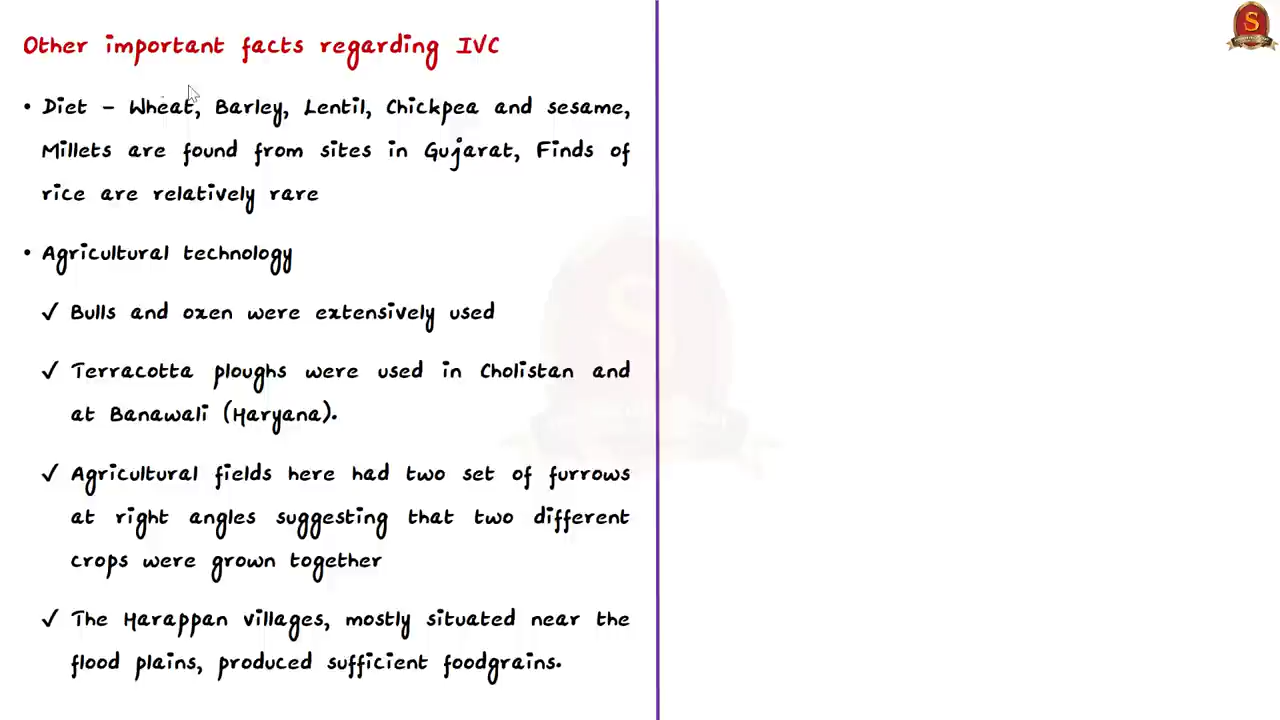 Other important facts regarding IVC
• Diet – Wheat, Barley, Lentil, Chickpea and sesame,
Millets are found from sites in Gujarat, Finds of
rice are relatively rare
• Agricultural technology
✓ Bulls and oxen were extensively used
✓ Terracotta ploughs were used in Cholistan and
at Banawali (Haryana).
✓ Agricultural fields here had two set of furrows
at right angles suggesting that two different
crops were grown together
✓ The Harappan villages, mostly situated near the
flood plains, produced sufficient foodgrains.
S